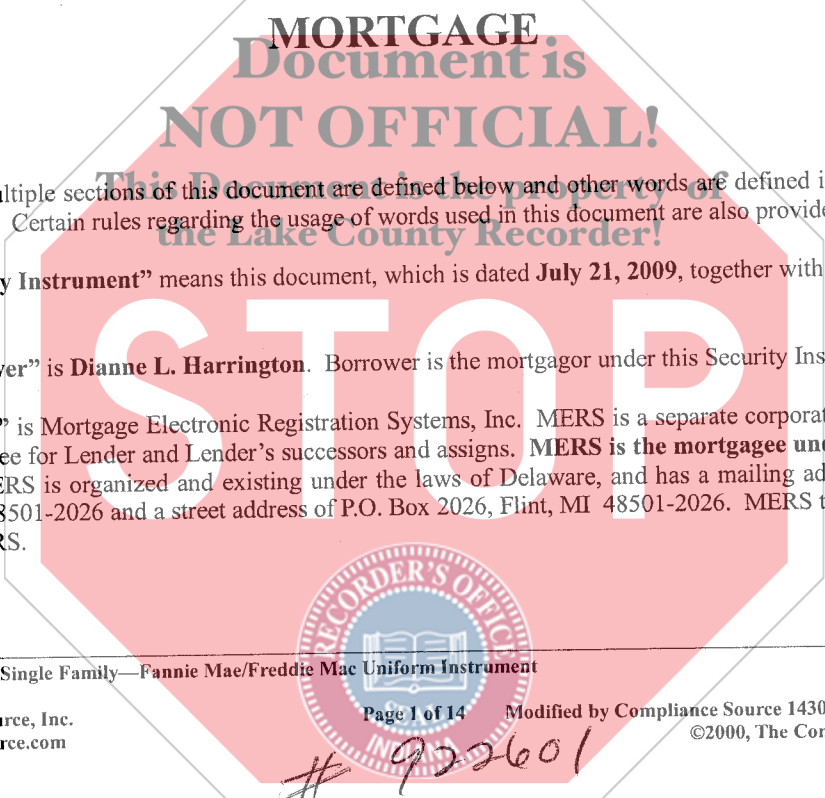 MORTGAGE
Document is
NOT OFFICIAL!
ltiple sections of this document are defined below and other words are defined i
This Document is the property of
Certain rules regarding the usage of words used in this document are also provide
the Lake County Recorder!
y Instrument” means this document, which is dated July 21, 2009, together with
STOP
er” is Dianne L. Harrington. Borrower is the mortgagor under this Security Ins
” is Mortgage Electronic Registration Systems, Inc. MERS is a separate corporat
ee for Lender and Lender’s successors and assigns. MERS is the mortgagee und
ERS is organized and existing under the laws of Delaware, and has a mailing ad
8501-2026 and a street address of P.O. Box 2026, Flint, MI 48501-2026. MERS t
RS.
RECORDER'S OFFICE
SEAL
INDIANA
Single Family—Fannie Mae/Freddie Mac Uniform Instrument
rce, Inc.
Page 1 of 14
Modified by Compliance Source 1430
rce.com
©2000, The Com
# 922601